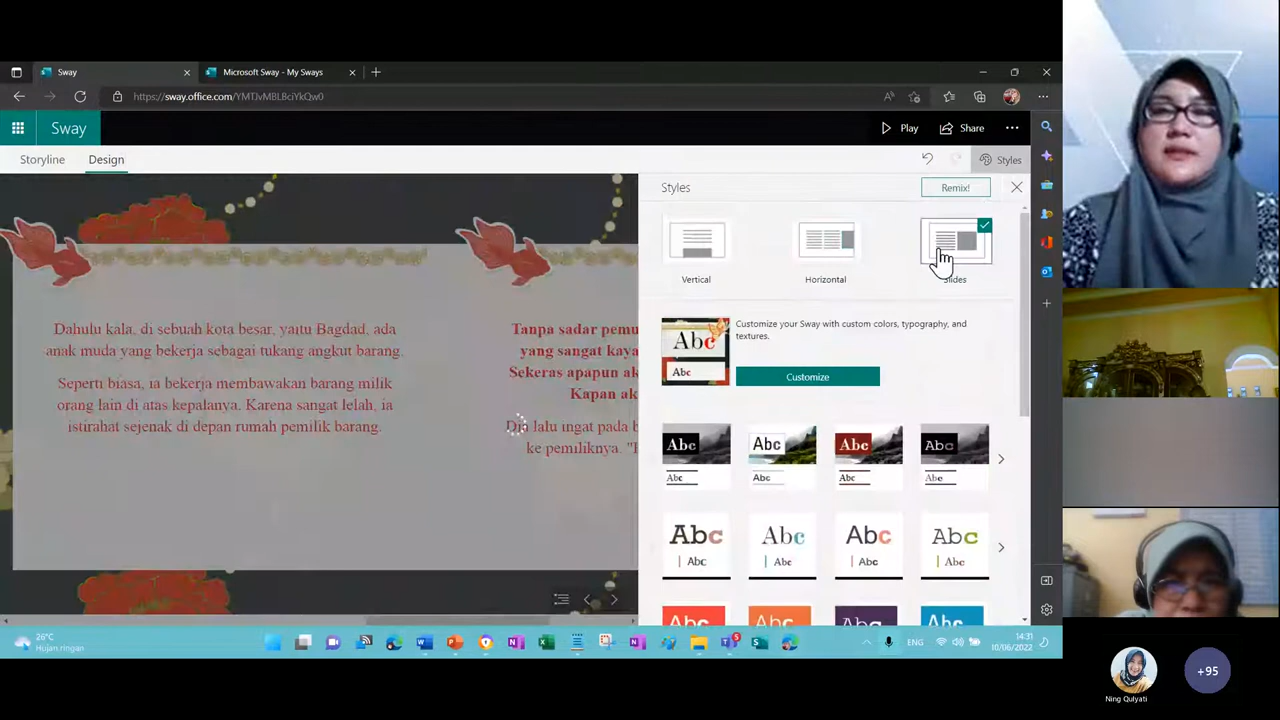 Sway
Microsoft Sway - My Sways
https://sway.office.com/YMTJvMBLBciYkQw0
Sway
Play
Share
Storyline
Design
Styles
Styles
Remix!
Vertical
Horizontal
Slides
Customize your Sway with custom colors, typography, and
textures.
Customize
Abc
Abc
Dahulu kala, di sebuah kota besar, yaitu Bagdad, ada
anak muda yang bekerja sebagai tukang angkut barang.
Seperti biasa, ia bekerja membawakan barang milik
orang lain di atas kepalanya. Karena sangat lelah, ia
istirahat sejenak di depan rumah pemilik barang.
Tanpa sadar pemu
yang sangat kaya
Sekeras apapun ak
Kapan ak
Dia lalu ingat pada b
ke pemiliknya. "I
Abc Abc Abc Abc
Abc Abc Abc Abc
Abc Abc Abc Abc
Abc Abc Abc Abc
Abc Abc Abc Abc
26°C
Hujan ringan
ENG
14:31
10/06/2022
Ning Qulyati
+95